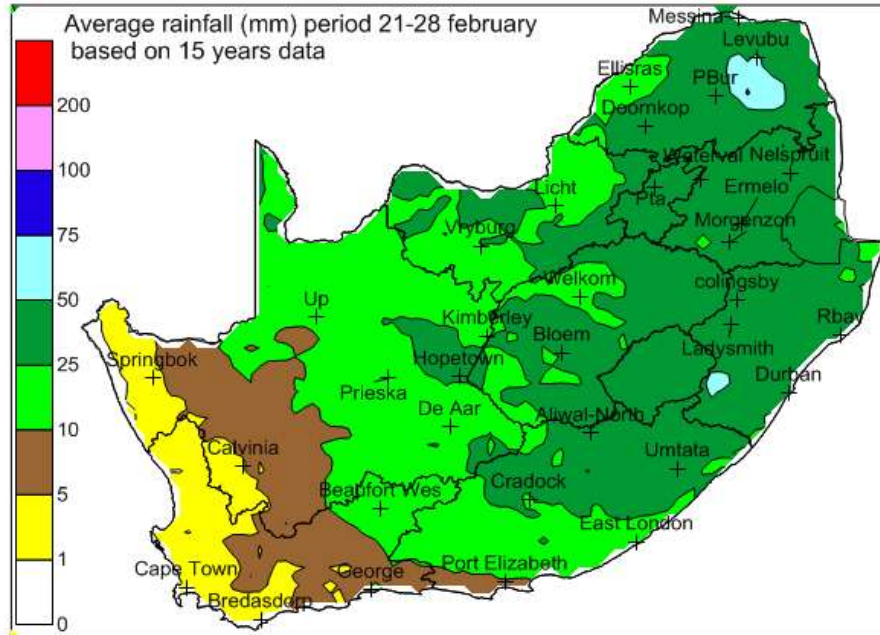 Average rainfall (mm) period 21-28 february
based on 15 years data
200
100
75
50
25
10
5
1
0
Messina
Levubu
Ellisras
PBur
Doornkop
Waterval Nelspruit
Licht
Pta
Ermelo
Vryburg
Morgenzon
Up
Welkom
colingsby
Kimberley
Bloem
Rbay
Springbok
Hopetown
Ladysmith
Prieska
Durban
De Aar
Aliwal-North
Calvinia
Umtata
Beaufort Wes
Cradock
East London
Cape Town
George
Port Elizabeth
Bredasdorp